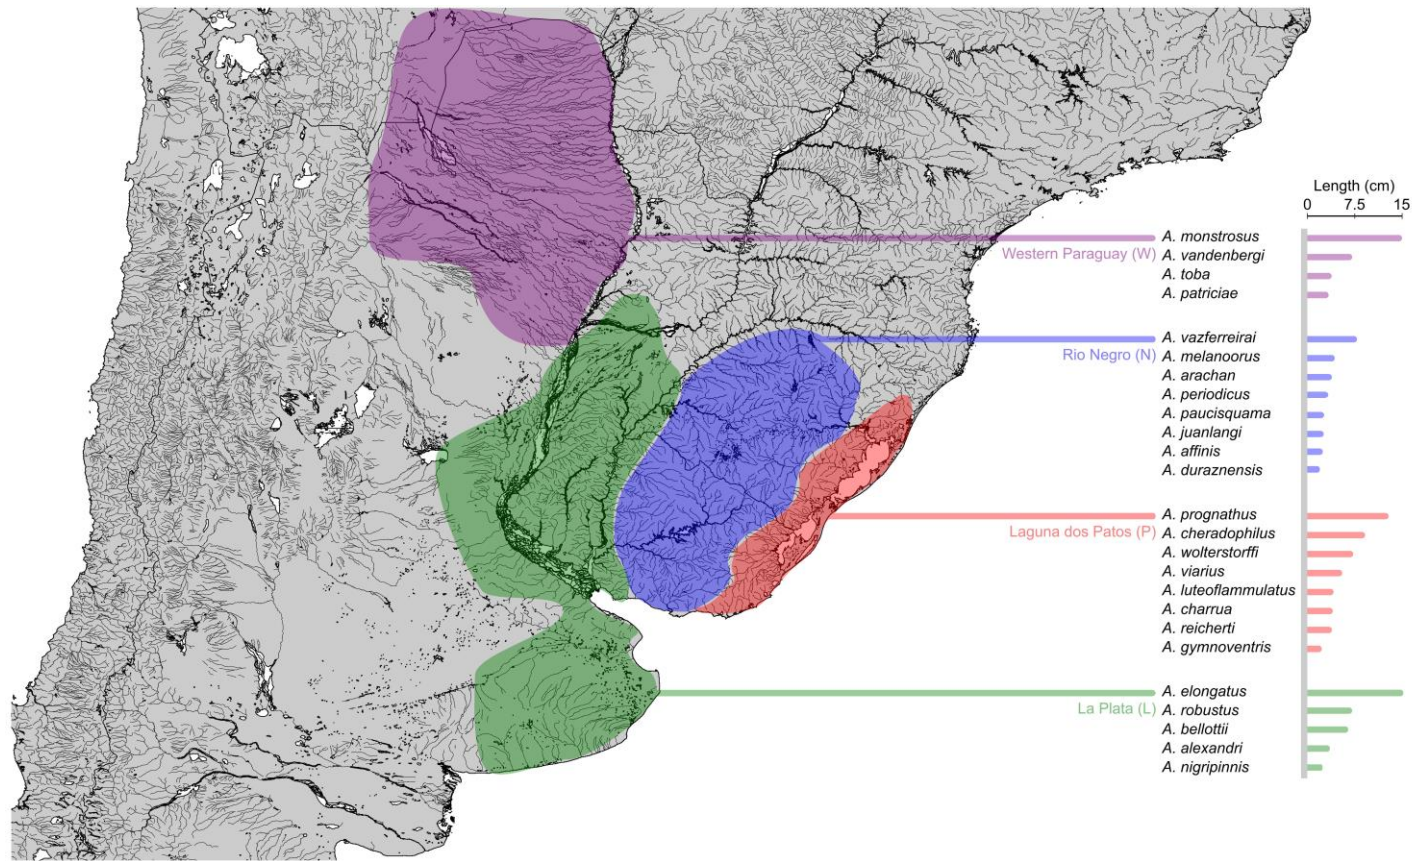 Length (cm)
0 7.5 15
A. monstrosus
Western Paraguay (W)
A. vandenbergi
A. toba
A. patriciae
A. vazferreirai
Rio Negro (N)
A. melanoorus
A. arachan
A. periodicus
A. paucisquama
A. juanlangi
A. affinis
A. duraznensis
A. prognathus
Laguna dos Patos (P)
A. cheradophilus
A. wolterstorffi
A. viarius
A. luteoflammulatus
A. charrua
A. reicherti
A. gymnoventris
A. elongatus
La Plata (L)
A. robustus
A. bellottii
A. alexandri
A. nigripinnis